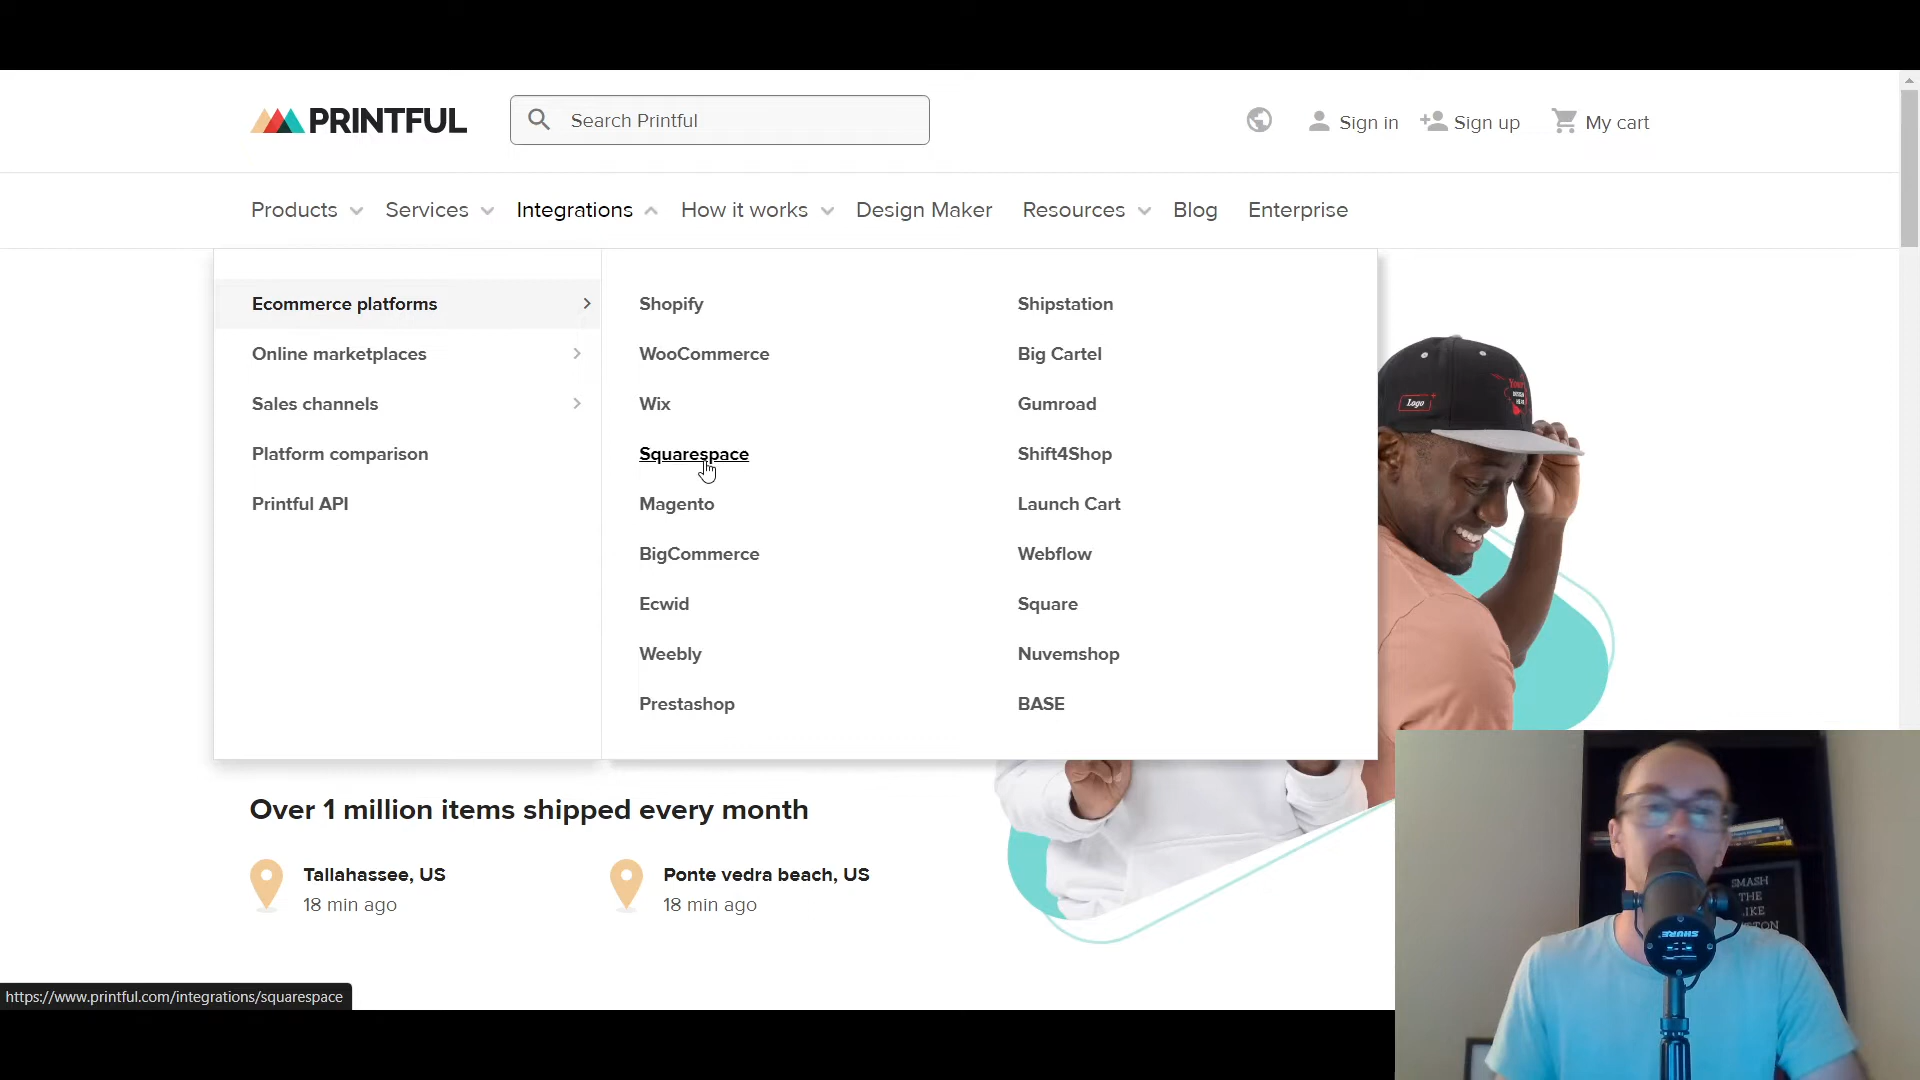 PRINTFUL
Search Printful
Sign in
Sign up
My cart
Products
Services
Integrations
How it works
Design Maker
Resources
Blog
Enterprise
Ecommerce platforms
Online marketplaces
Sales channels
Platform comparison
Printful API
Shopify
WooCommerce
Wix
Squarespace
Magento
BigCommerce
Ecwid
Weebly
Prestashop
Shipstation
Big Cartel
Gumroad
Shift4Shop
Launch Cart
Webflow
Square
Nuvemshop
BASE
Logo
Over 1 million items shipped every month
Tallahassee, US
18 min ago
Ponte vedra beach, US
18 min ago
https://www.printful.com/integrations/squarespace
SMASH
THE
LIKE
SHURE